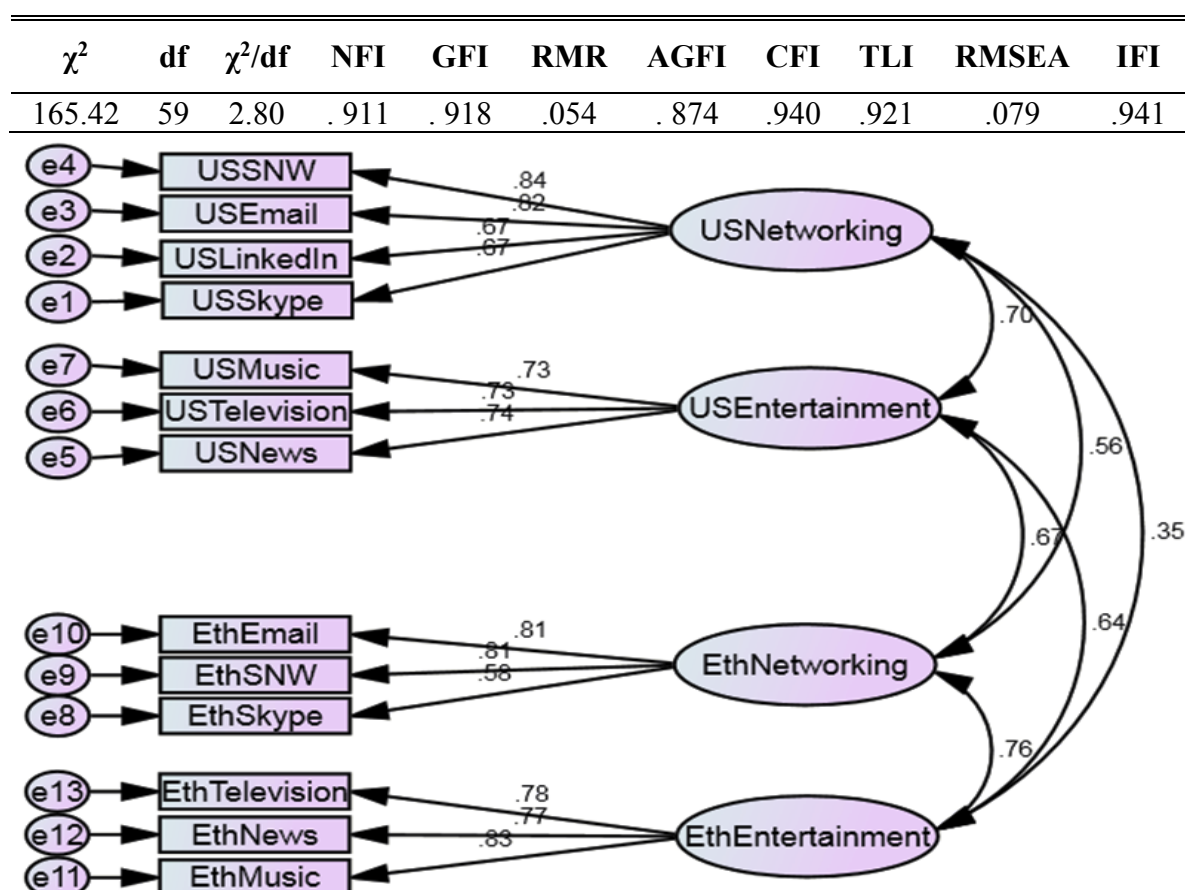 χ² df χ²/df NFI GFI RMR AGFI CFI TLI RMSEA IFI
165.42 59 2.80 . 911 . 918 .054 . 874 .940 .921 .079 .941
e4 USSNW .84
e3 USEmail .82 USNetworking
e2 USLinkedIn .67
e1 USSkype .67
.70
e7 USMusic .73
e6 USTelevision .73 USEntertainment
e5 USNews .74
.56
.67 .35
.64
e10 EthEmail .81
e9 EthSNW .81 EthNetworking
e8 EthSkype .58
.76
e13 EthTelevision .78
e12 EthNews .77 EthEntertainment
e11 EthMusic .83